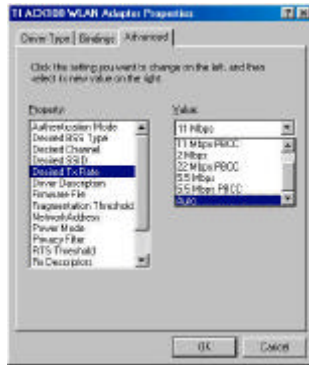 TI ACX100 WLAN Adapter Properties
Driver Type
Bindings
Advanced
Click the setting you want to change on the left, and then
select its new value on the right.
Property:
Authentication Mode
Desired BSS Type
Desired Channel
Desired SSID
Desired Tx Rate
Driver Description
Firmware File
Fragmentation Threshold
NetworkAddress
Power Mode
Privacy Filter
RTS Threshold
Rx Descriptors
Value:
11 Mbps
11 Mbps PBCC
2 Mbps
22 Mbps PBCC
5.5 Mbps
5.5 Mbps PBCC
Auto
OK
Cancel